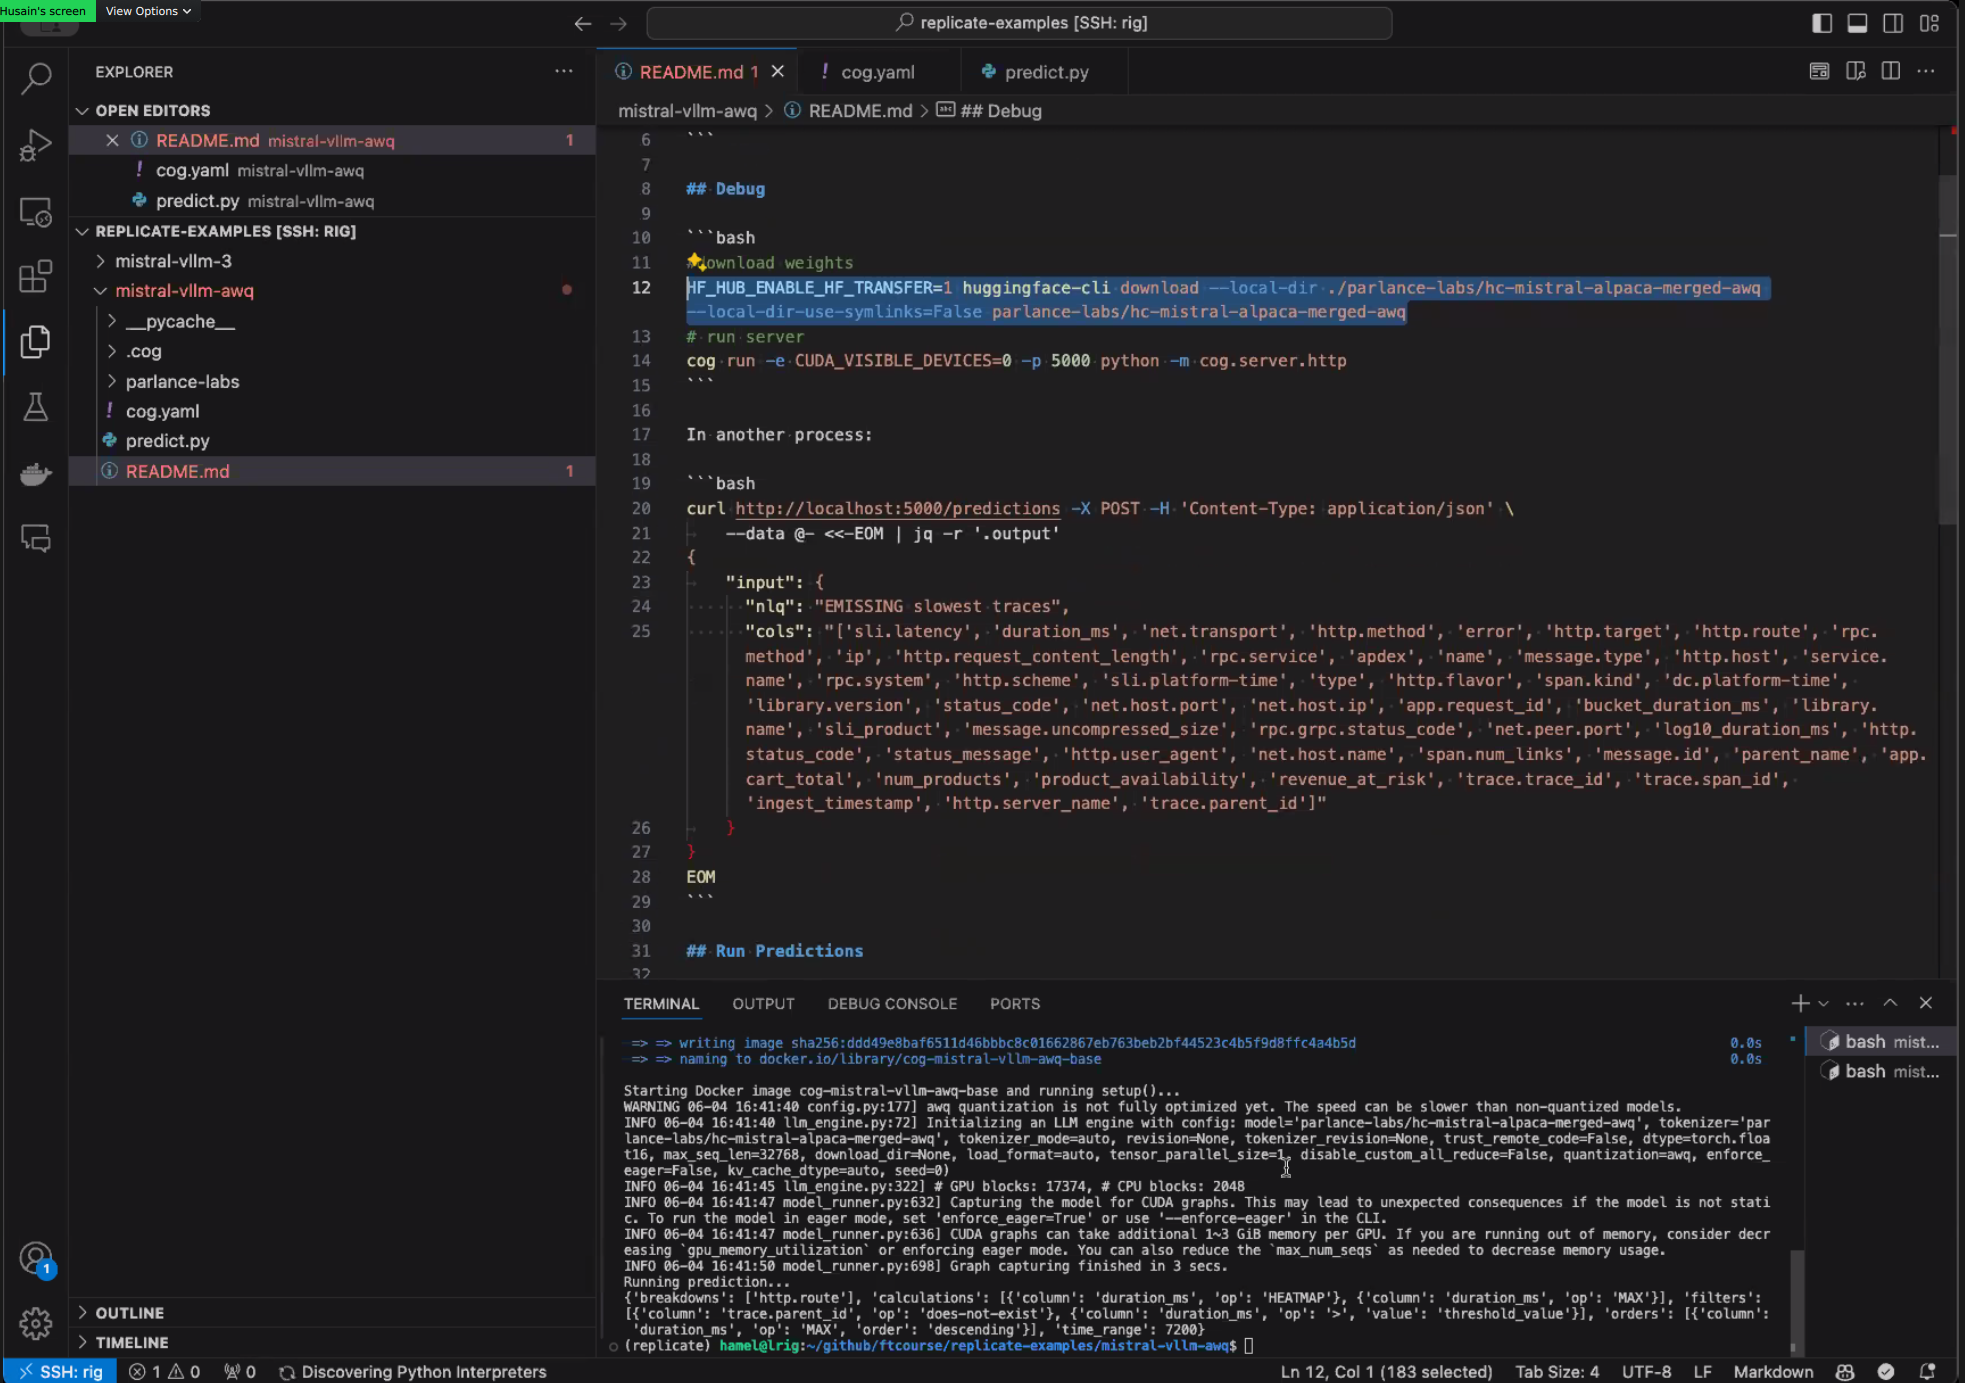 Husain's screen
View Options
replicate-examples [SSH: rig]
EXPLORER
OPEN EDITORS
README.md mistral-vllm-awq 1
! cog.yaml mistral-vllm-awq
predict.py mistral-vllm-awq
REPLICATE-EXAMPLES [SSH: RIG]
mistral-vllm-3
mistral-vllm-awq
__pycache__
.cog
parlance-labs
! cog.yaml
predict.py
README.md 1
OUTLINE
TIMELINE
README.md 1
! cog.yaml
predict.py
mistral-vllm-awq > README.md > ## Debug
6 ```
7
8 ## Debug
9
10 ```bash
11 #download weights
12 HF_HUB_ENABLE_HF_TRANSFER=1 huggingface-cli download --local-dir ./parlance-labs/hc-mistral-alpaca-merged-awq
--local-dir-use-symlinks=False parlance-labs/hc-mistral-alpaca-merged-awq
13 # run server
14 cog run -e CUDA_VISIBLE_DEVICES=0 -p 5000 python -m cog.server.http
15 ```
16
17 In another process:
18
19 ```bash
20 curl http://localhost:5000/predictions -X POST -H 'Content-Type: application/json' \
21 --data @- <<-EOM | jq -r '.output'
22 {
23 "input": {
24 "nlq": "EMISSING slowest traces",
25 "cols": "['sli.latency', 'duration_ms', 'net.transport', 'http.method', 'error', 'http.target', 'http.route', 'rpc.
method', 'ip', 'http.request_content_length', 'rpc.service', 'apdex', 'name', 'message.type', 'http.host', 'service.
name', 'rpc.system', 'http.scheme', 'sli.platform-time', 'type', 'http.flavor', 'span.kind', 'dc.platform-time',
'library.version', 'status_code', 'net.host.port', 'net.host.ip', 'app.request_id', 'bucket_duration_ms', 'library.
name', 'sli_product', 'message.uncompressed_size', 'rpc.grpc.status_code', 'net.peer.port', 'log10_duration_ms', 'http.
status_code', 'status_message', 'http.user_agent', 'net.host.name', 'span.num_links', 'message.id', 'parent_name', 'app.
cart_total', 'num_products', 'product_availability', 'revenue_at_risk', 'trace.trace_id', 'trace.span_id',
'ingest_timestamp', 'http.server_name', 'trace.parent_id']"
26 }
27 }
28 EOM
29 ```
30
31 ## Run Predictions
32
TERMINAL OUTPUT DEBUG CONSOLE PORTS
bash mist...
bash mist...
=> => writing image sha256:ddd49e8baf6511d46bbbc8c01662867eb763beb2bf44523c4b5f9d8ffc4a4b5d 0.0s
=> => naming to docker.io/library/cog-mistral-vllm-awq-base 0.0s
Starting Docker image cog-mistral-vllm-awq-base and running setup()...
WARNING 06-04 16:41:40 config.py:177] awq quantization is not fully optimized yet. The speed can be slower than non-quantized models.
INFO 06-04 16:41:40 llm_engine.py:72] Initializing an LLM engine with config: model='parlance-labs/hc-mistral-alpaca-merged-awq', tokenizer='par
lance-labs/hc-mistral-alpaca-merged-awq', tokenizer_mode=auto, revision=None, tokenizer_revision=None, trust_remote_code=False, dtype=torch.floa
t16, max_seq_len=32768, download_dir=None, load_format=auto, tensor_parallel_size=1, disable_custom_all_reduce=False, quantization=awq, enforce_
eager=False, kv_cache_dtype=auto, seed=0)
INFO 06-04 16:41:45 llm_engine.py:322] # GPU blocks: 17374, # CPU blocks: 2048
INFO 06-04 16:41:47 model_runner.py:632] Capturing the model for CUDA graphs. This may lead to unexpected consequences if the model is not stati
c. To run the model in eager mode, set 'enforce_eager=True' or use '--enforce-eager' in the CLI.
INFO 06-04 16:41:47 model_runner.py:636] CUDA graphs can take additional 1~3 GiB memory per GPU. If you are running out of memory, consider decr
easing `gpu_memory_utilization` or enforcing eager mode. You can also reduce the `max_num_seqs` as needed to decrease memory usage.
INFO 06-04 16:41:50 model_runner.py:698] Graph capturing finished in 3 secs.
Running prediction...
{'breakdowns': ['http.route'], 'calculations': [{'column': 'duration_ms', 'op': 'HEATMAP'}, {'column': 'duration_ms', 'op': 'MAX'}], 'filters':
[{'column': 'trace.parent_id', 'op': 'does-not-exist'}, {'column': 'duration_ms', 'op': '>', 'value': 'threshold_value'}], 'orders': [{'column':
'duration_ms', 'op': 'MAX', 'order': 'descending'}], 'time_range': 7200}
(replicate) hamel@lrig:~/github/ftcourse/replicate-examples/mistral-vllm-awq$
1
SSH: rig 1 0 0 Discovering Python Interpreters Ln 12, Col 1 (183 selected) Tab Size: 4 UTF-8 LF Markdown